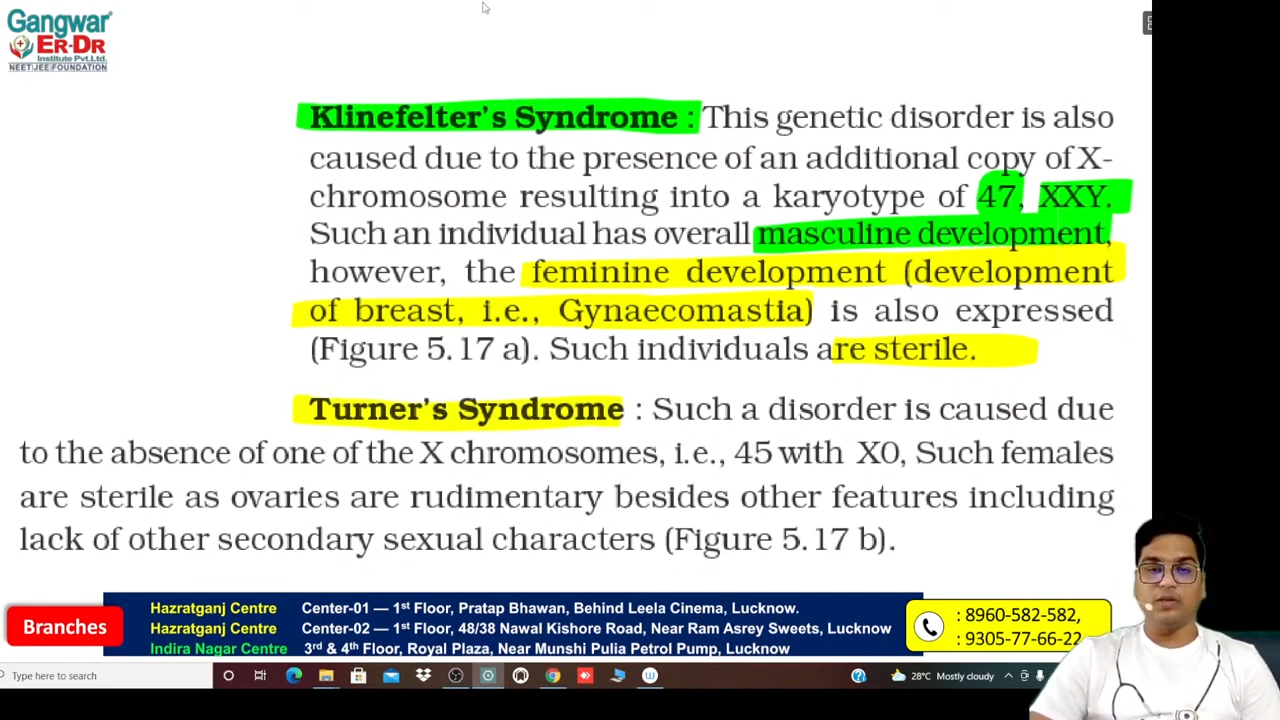 Gangwar
ER-DR
Institute Pvt.Ltd.
NEET|JEE|FOUNDATION
Klinefelter's Syndrome : This genetic disorder is also
caused due to the presence of an additional copy of X-
chromosome resulting into a karyotype of 47, XXY.
Such an individual has overall masculine development,
however, the feminine development (development
of breast, i.e., Gynaecomastia) is also expressed
(Figure 5.17 a). Such individuals are sterile.
Turner's Syndrome : Such a disorder is caused due
to the absence of one of the X chromosomes, i.e., 45 with X0, Such females
are sterile as ovaries are rudimentary besides other features including
lack of other secondary sexual characters (Figure 5.17 b).
Branches
Hazratganj Centre Center-01 — 1st Floor, Pratap Bhawan, Behind Leela Cinema, Lucknow.
Hazratganj Centre Center-02 — 1st Floor, 48/38 Nawal Kishore Road, Near Ram Asrey Sweets, Lucknow
Indira Nagar Centre 3rd & 4th Floor, Royal Plaza, Near Munshi Pulia Petrol Pump, Lucknow
: 8960-582-582,
: 9305-77-66-22
Type here to search
28°C Mostly cloudy